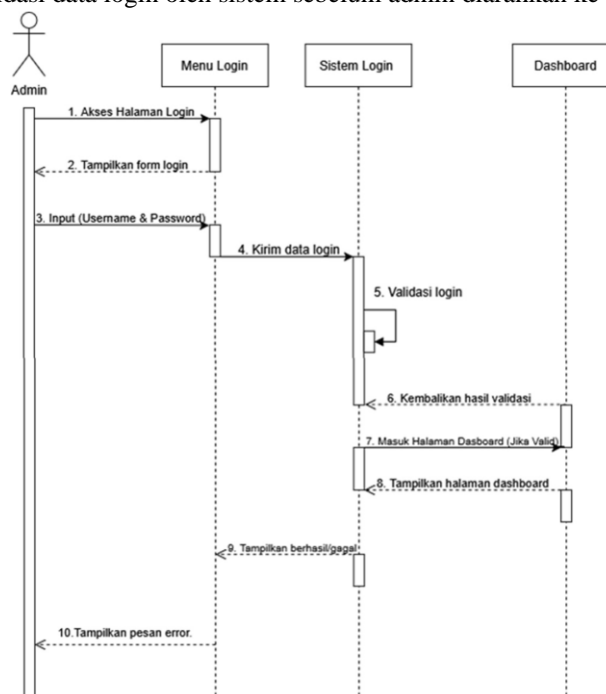 dasi data login oleh sistem sebelum admin diarahkan ke
Menu Login
Sistem Login
Dashboard
Admin
1. Akses Halaman Login
2. Tampilkan form login
3. Input (Username & Password)
4. Kirim data login
5. Validasi login
6. Kembalikan hasil validasi
7. Masuk Halaman Dasboard (Jika Valid)
8. Tampilkan halaman dashboard
9. Tampilkan berhasil/gagal
10.Tampilkan pesan error.